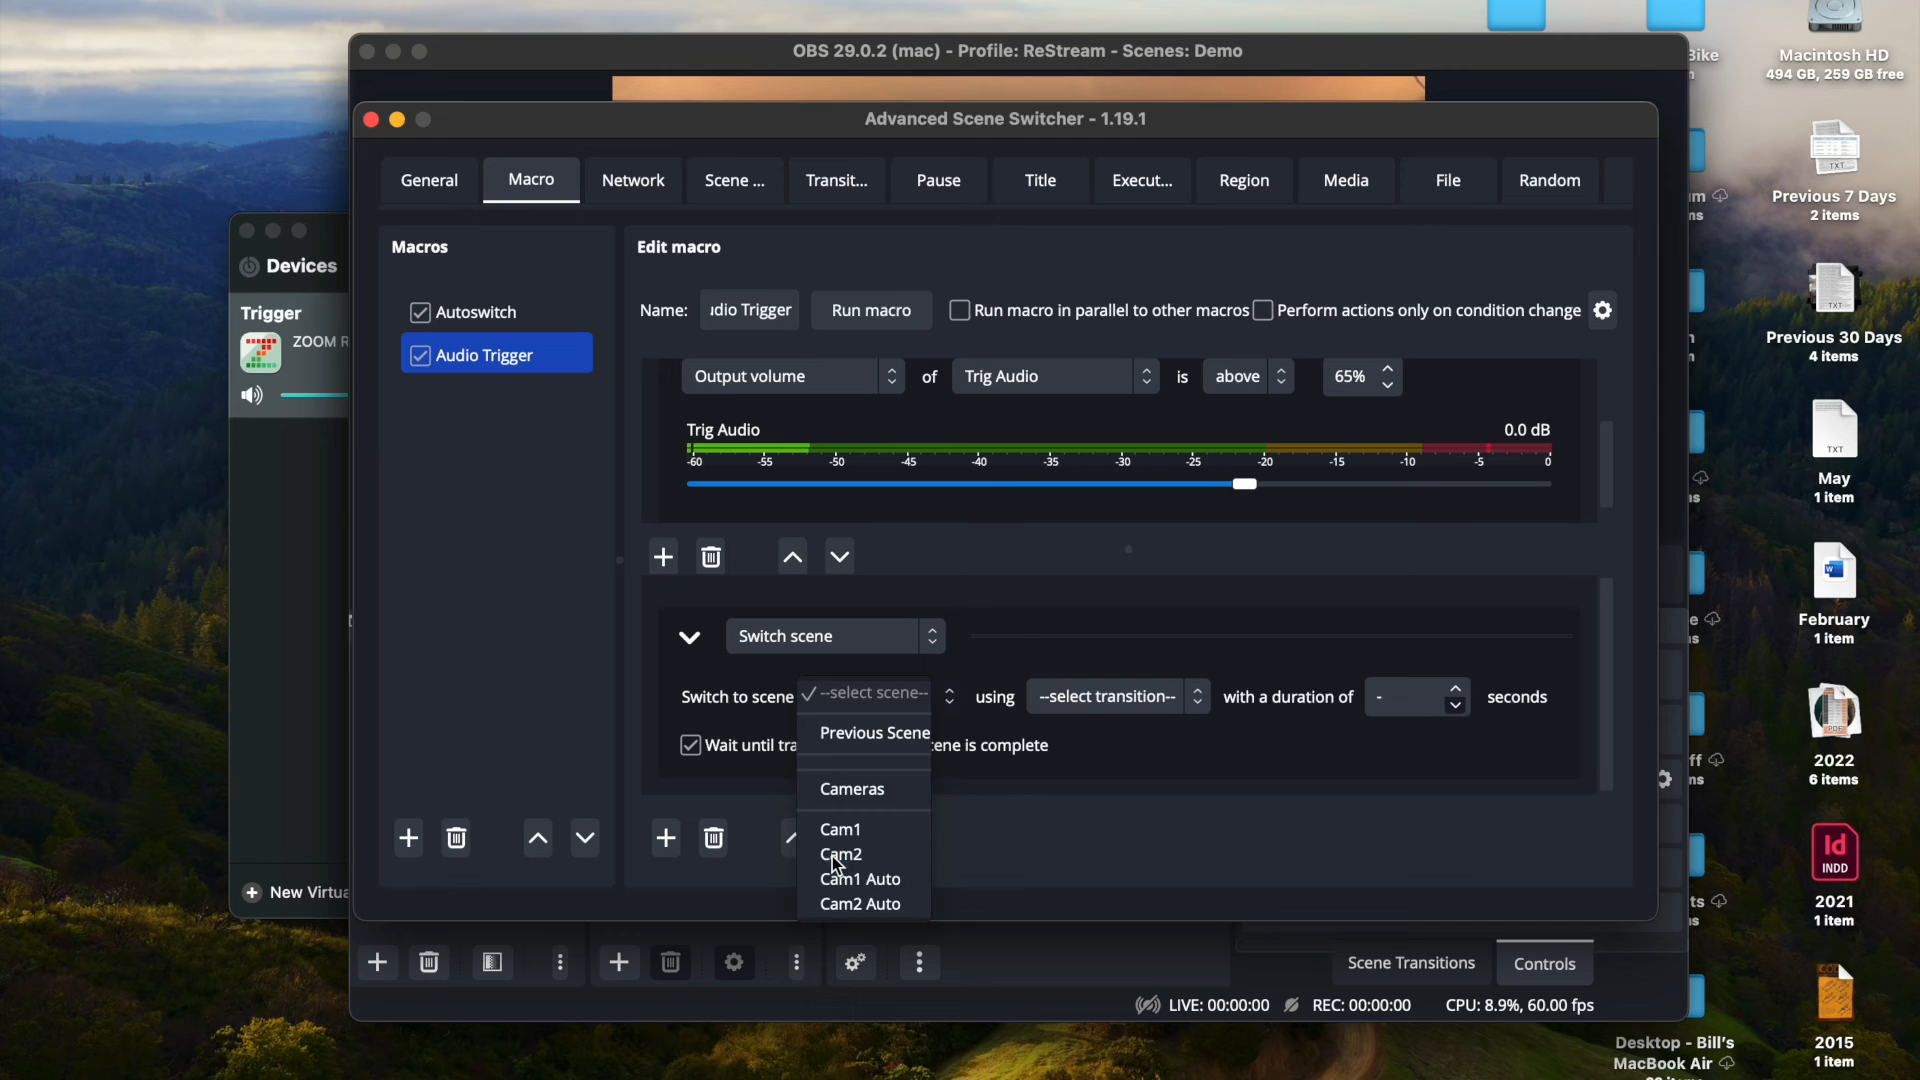 OBS 29.0.2 (mac) - Profile: ReStream - Scenes: Demo
Advanced Scene Switcher - 1.19.1
General
Macro
Network
Scene ...
Transit...
Pause
Title
Execut...
Region
Media
File
Random
Macros
Autoswitch
Audio Trigger
Edit macro
Name:
dio Trigger
Run macro
Run macro in parallel to other macros
Perform actions only on condition change
Output volume
of
Trig Audio
is
above
65%
Trig Audio
0.0 dB
-60 -55 -50 -45 -40 -35 -30 -25 -20 -15 -10 -5 0
Switch scene
Switch to scene
--select scene--
using
--select transition--
with a duration of
-
seconds
Wait until tra
ene is complete
Previous Scene
Cameras
Cam1
Cam2
Cam1 Auto
Cam2 Auto
Devices
Trigger
ZOOM R
New Virtua
Scene Transitions
Controls
LIVE: 00:00:00
REC: 00:00:00
CPU: 8.9%, 60.00 fps
Macintosh HD
494 GB, 259 GB free
TXT
Previous 7 Days
2 items
TXT
Previous 30 Days
4 items
TXT
May
1 item
W
February
1 item
PDF
2022
6 items
Id
INDD
2021
1 item
2015
1 item
Desktop - Bill's
MacBook Air